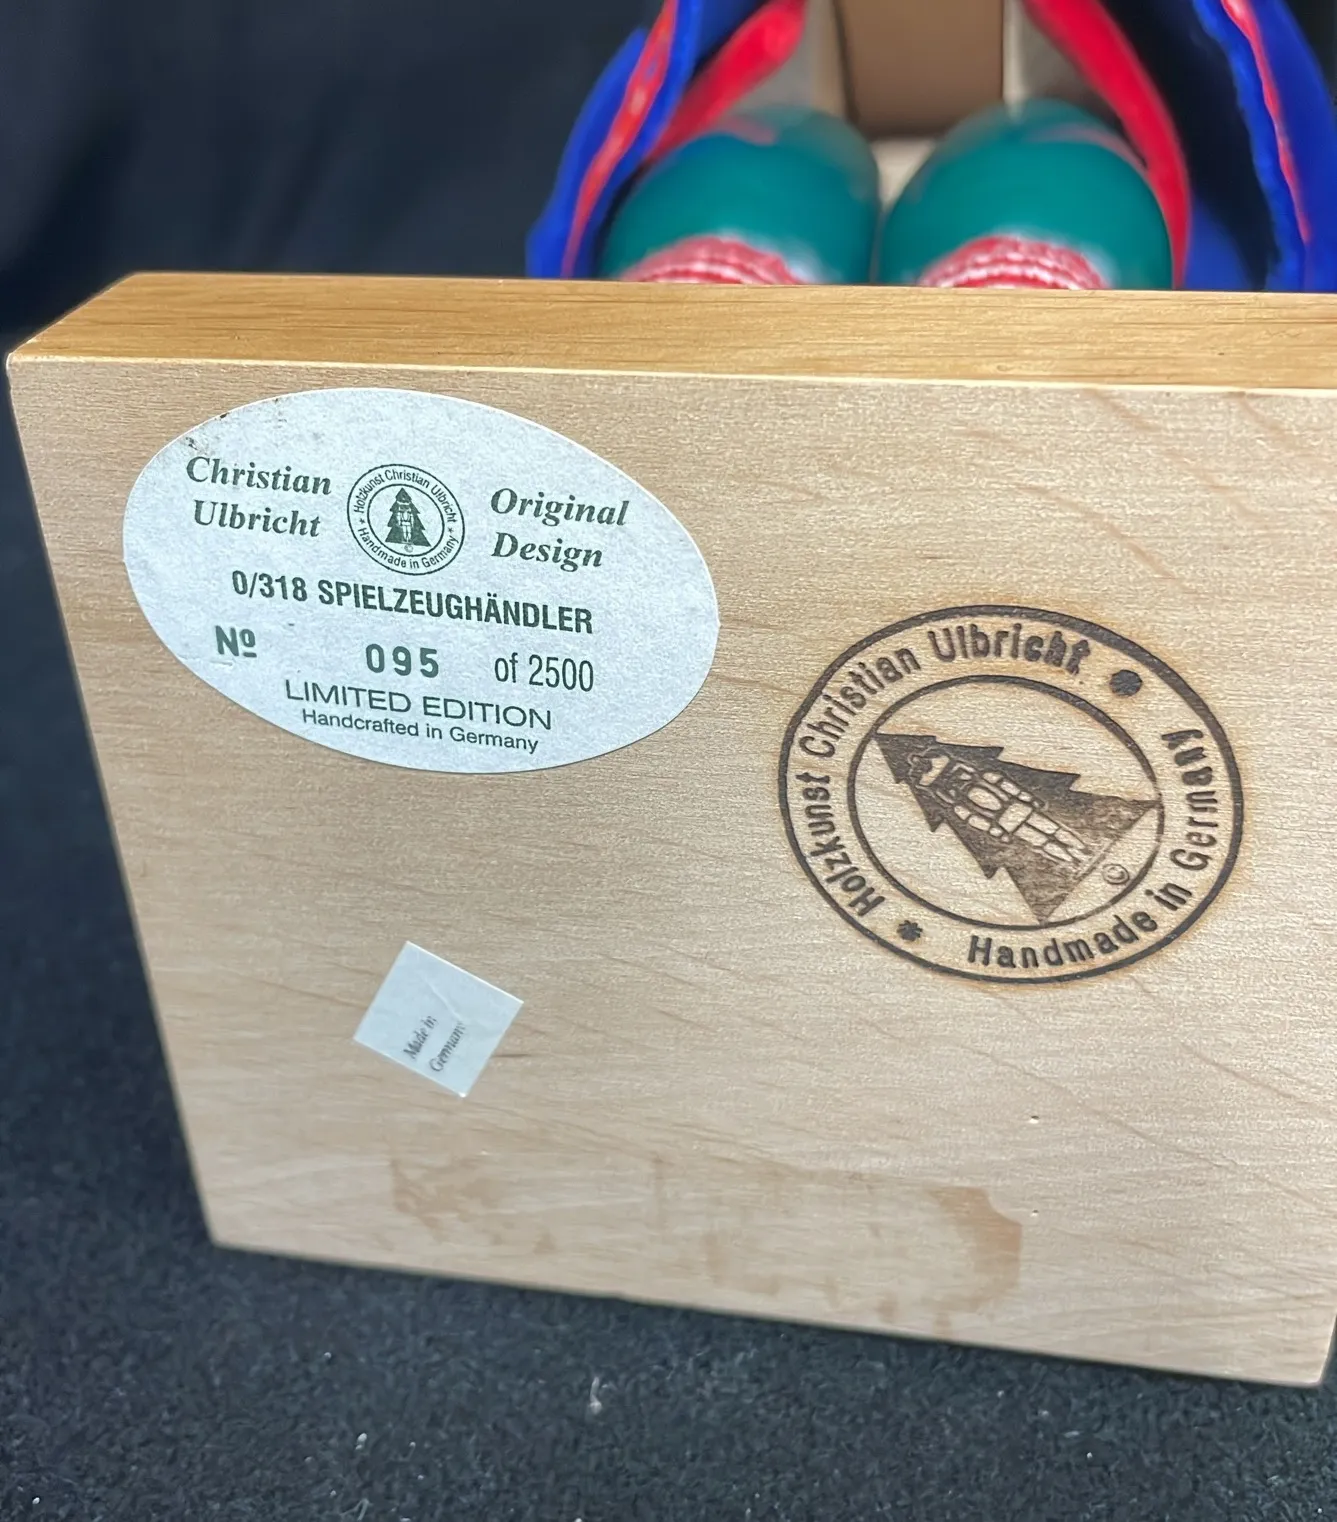 Christian
Ulbricht
Holzkunst Christian Ulbricht
* Handmade in Germany *
©
Original
Design
0/318 SPIELZEUGHÄNDLER
Nº 095 of 2500
LIMITED EDITION
Handcrafted in Germany
Holzkunst Christian Ulbricht
* Handmade in Germany *
©
Made in
Germany